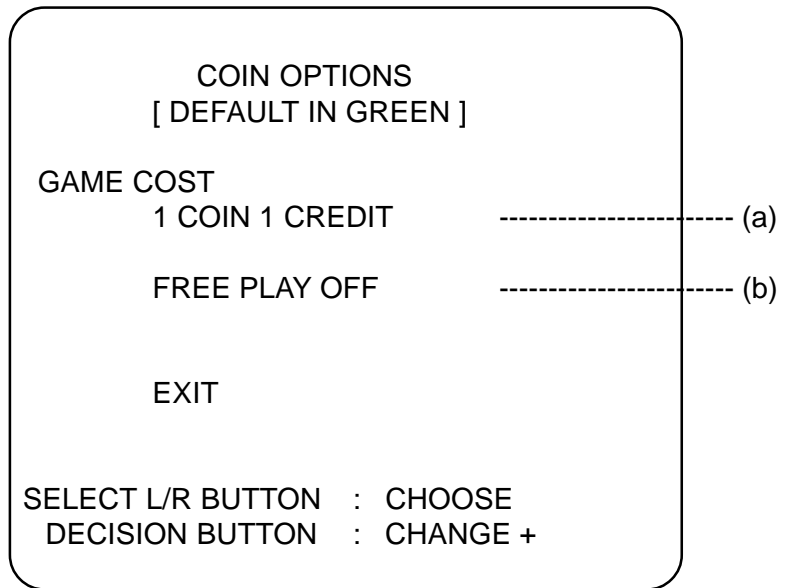 COIN OPTIONS
[ DEFAULT IN GREEN ]
GAME COST
1 COIN 1 CREDIT ------------------------ (a)
FREE PLAY OFF ------------------------ (b)
EXIT
SELECT L/R BUTTON : CHOOSE
DECISION BUTTON : CHANGE +